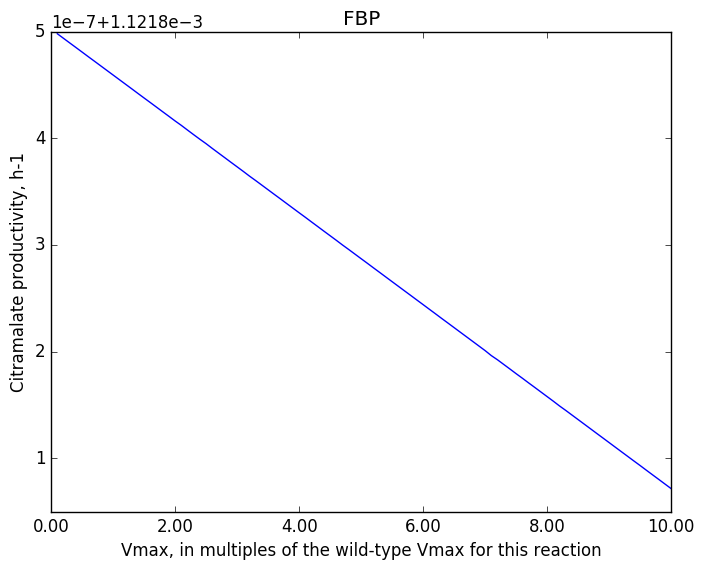 FBP
1e−7+1.1218e−3
5
4
3
2
1
Citramalate productivity, h-1
0.00 2.00 4.00 6.00 8.00 10.00
Vmax, in multiples of the wild-type Vmax for this reaction